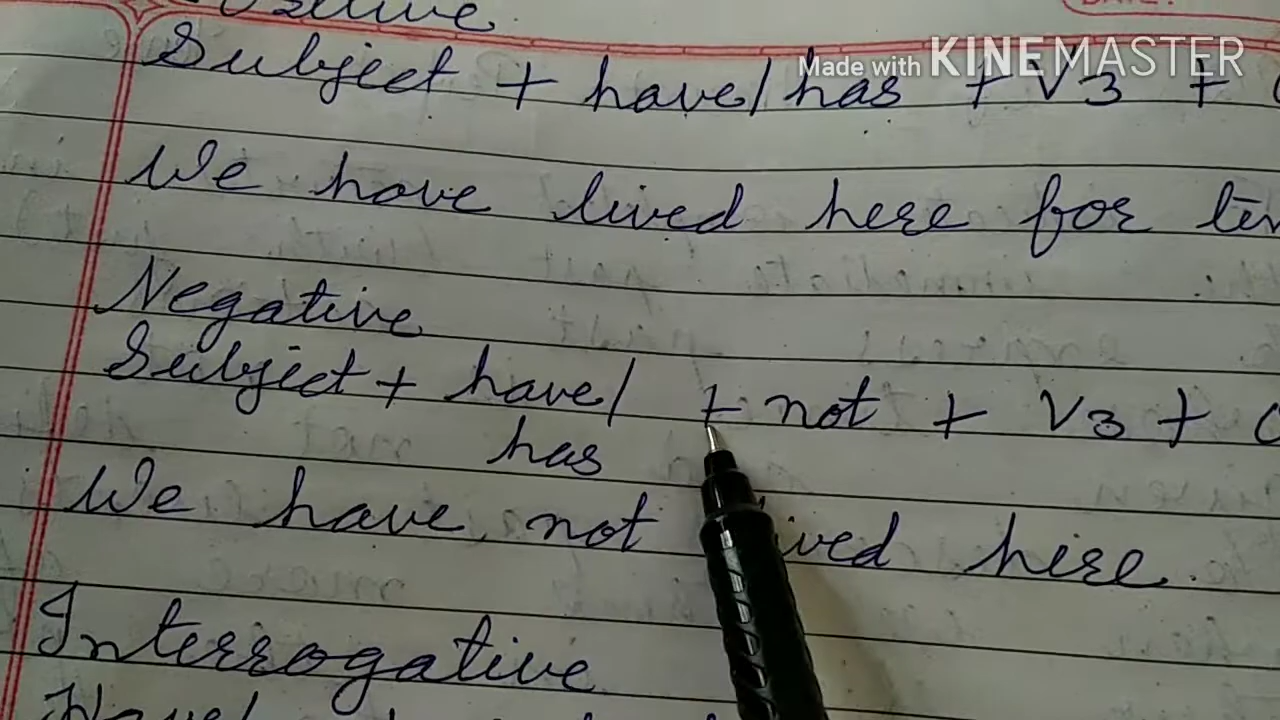 Subject + have/has + V3 +
We have lived here for
Negative
Subject + have/ + not + V3 +
has
We have not here.
Interrogative
Have/
Made with KINEMASTER